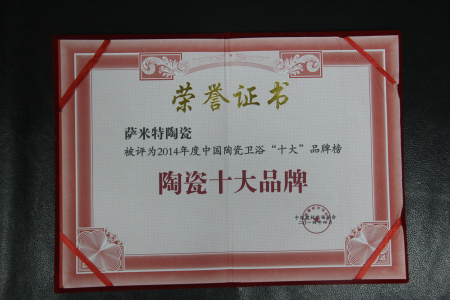 荣誉证书
萨米特陶瓷
被评为2014年度中国陶瓷卫浴“十大”品牌榜
陶瓷十大品牌